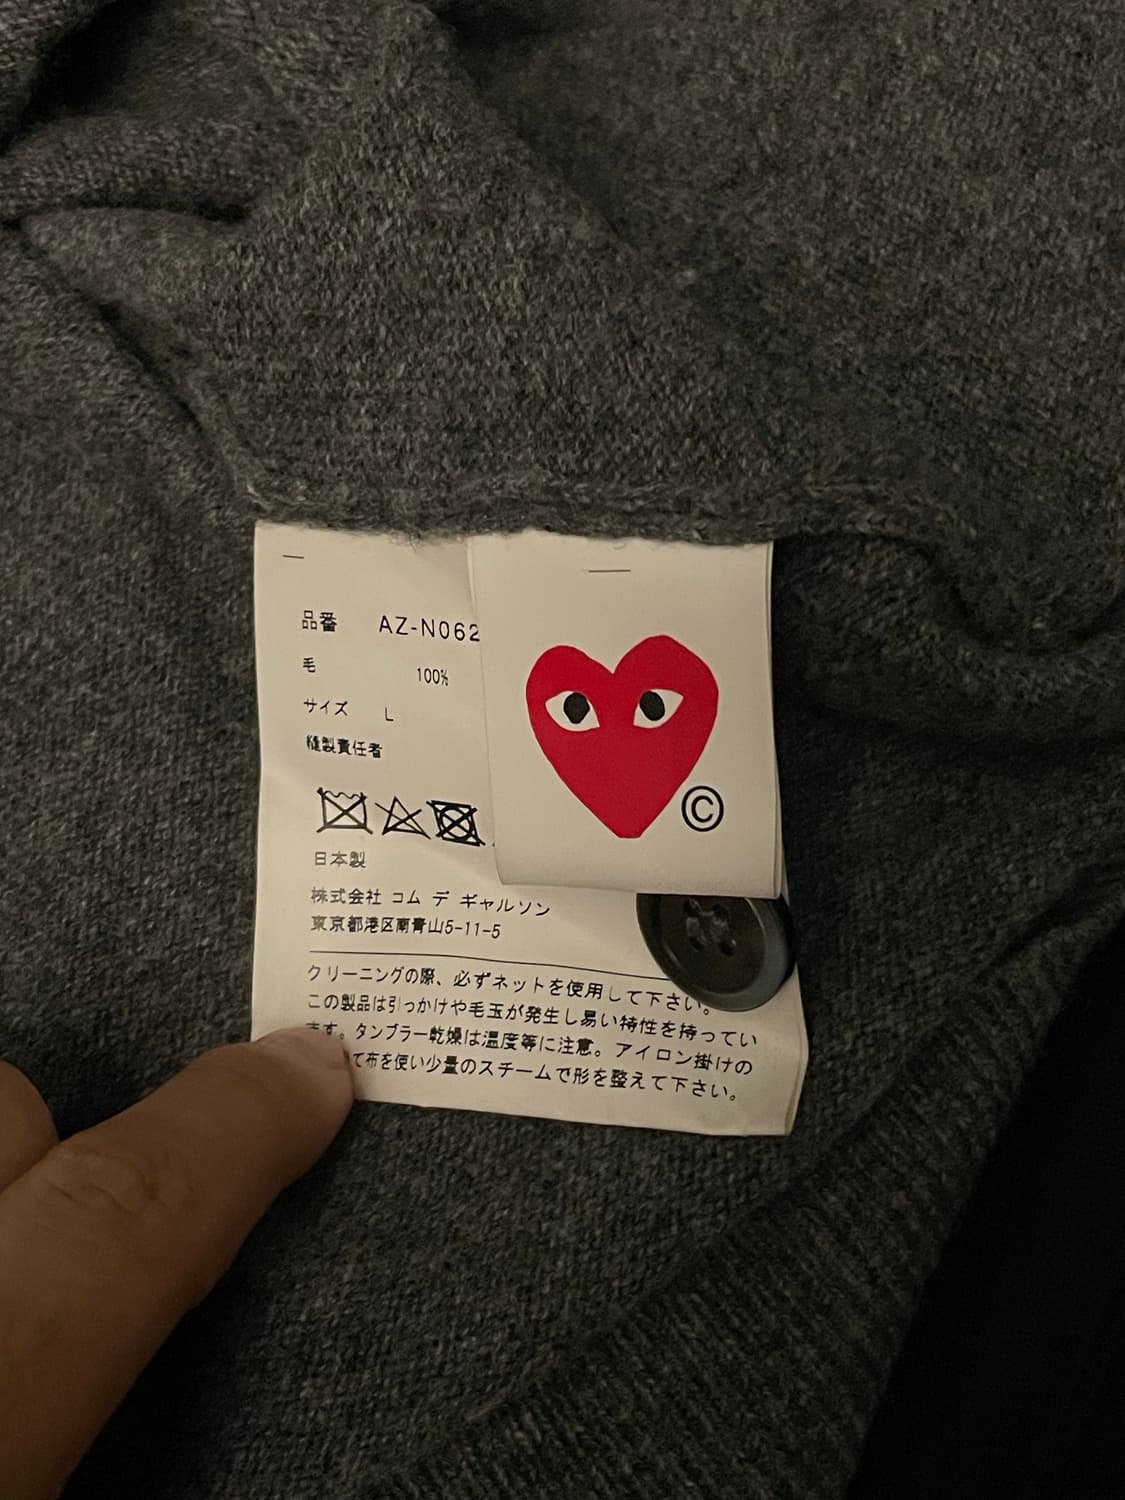 品番 AZ-N062
毛 100%
サイズ L
縫製責任者
日本製
株式会社 コム デ ギャルソン
東京都港区南青山5-11-5
©
クリーニングの際、必ずネットを使用して下さい。
この製品は引っかけや毛玉が発生し易い特性を持ってい
ます。タンブラー乾燥は温度等に注意。アイロン掛けの
て布を使い少量のスチームで形を整えて下さい。